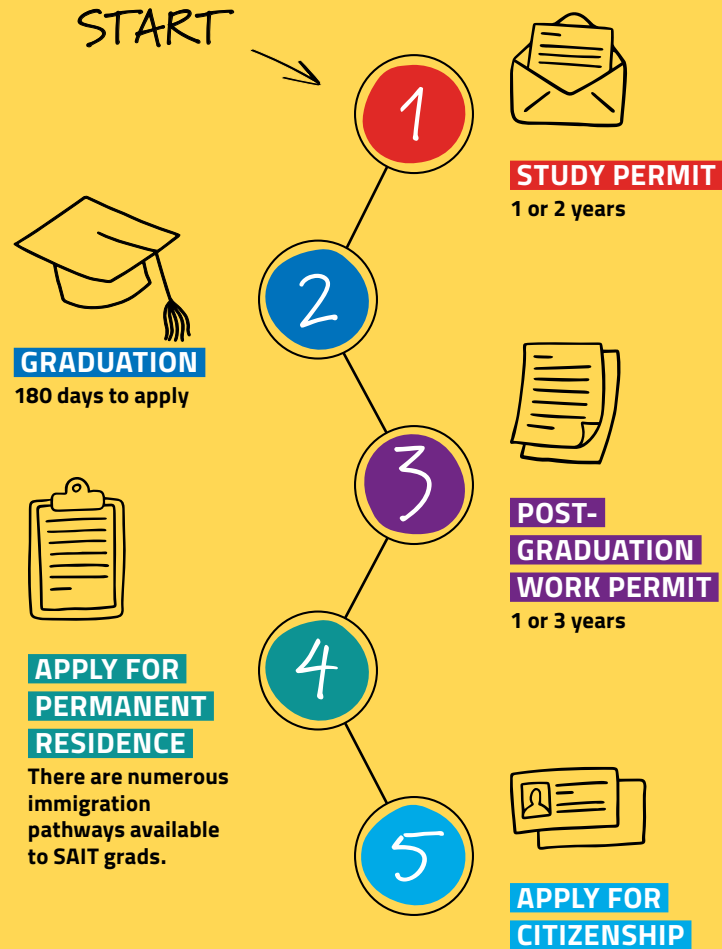 START
1
STUDY PERMIT
1 or 2 years
2
GRADUATION
180 days to apply
3
POST-
GRADUATION
WORK PERMIT
1 or 3 years
4
APPLY FOR
PERMANENT
RESIDENCE
There are numerous
immigration
pathways available
to SAIT grads.
5
APPLY FOR
CITIZENSHIP